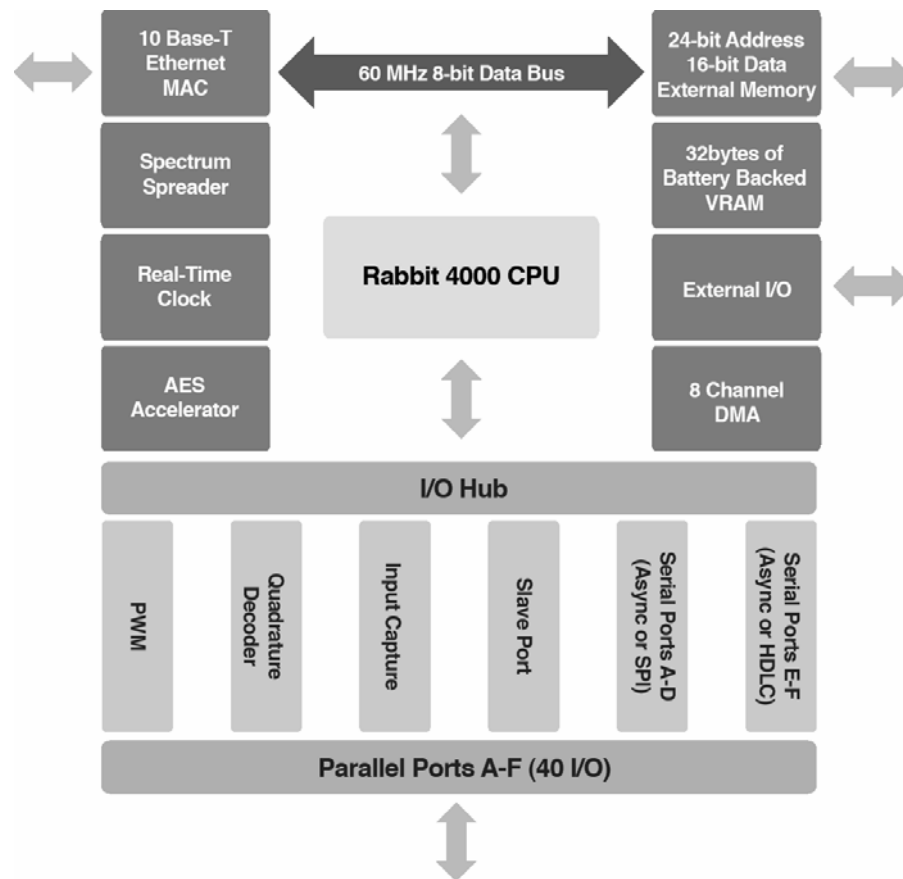 10 Base-T
Ethernet
MAC
60 MHz 8-bit Data Bus
24-bit Address
16-bit Data
External Memory
Spectrum
Spreader
32bytes of
Battery Backed
VRAM
Real-Time
Clock
Rabbit 4000 CPU
External I/O
AES
Accelerator
8 Channel
DMA
I/O Hub
PWM
Quadrature
Decoder
Input Capture
Slave Port
Serial Ports A-D
(Async or SPI)
Serial Ports E-F
(Async or HDLC)
Parallel Ports A-F (40 I/O)